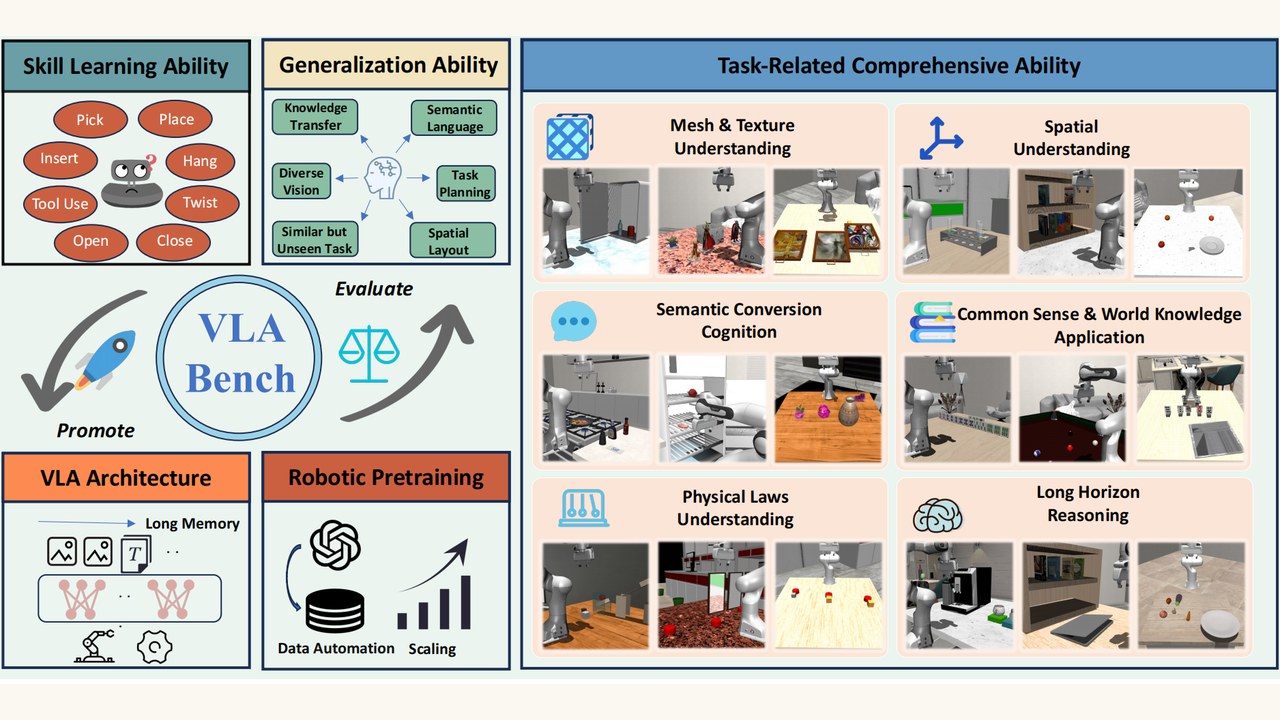 Skill Learning Ability
Pick
Place
Insert
Hang
Tool Use
Twist
Open
Close
Generalization Ability
Knowledge
Transfer
Semantic
Language
Diverse
Vision
Task
Planning
Similar but
Unseen Task
Spatial
Layout
Evaluate
VLA
Bench
Promote
VLA Architecture
Long Memory
T
Robotic Pretraining
Data Automation
Scaling
Task-Related Comprehensive Ability
Mesh & Texture
Understanding
Spatial
Understanding
Semantic Conversion
Cognition
Common Sense & World Knowledge
Application
Physical Laws
Understanding
Long Horizon
Reasoning